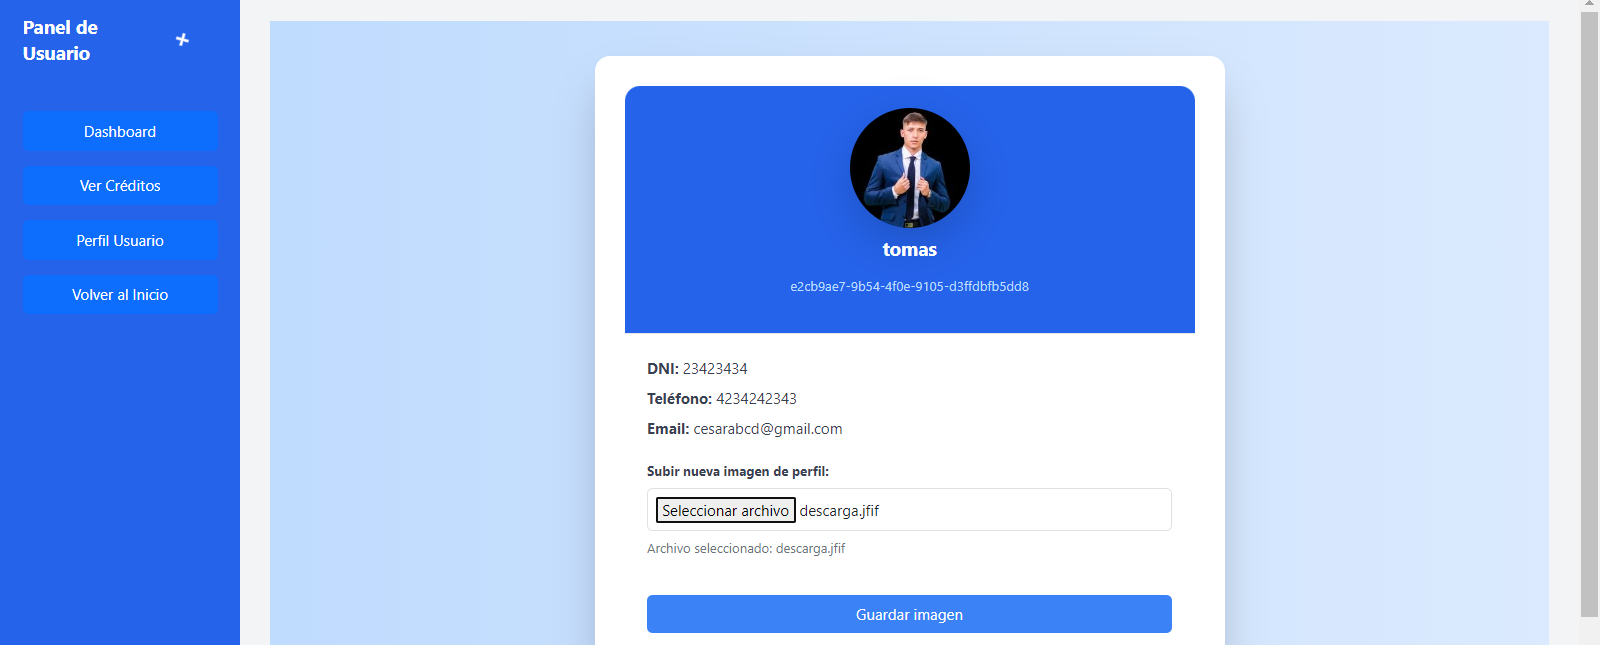 Panel de
Usuario
Dashboard
Ver Créditos
Perfil Usuario
Volver al Inicio
tomas
e2cb9ae7-9b54-4f0e-9105-d3ffdbfb5dd8
DNI: 23423434
Teléfono: 4234242343
Email: cesarabcd@gmail.com
Subir nueva imagen de perfil:
Seleccionar archivo descarga.jfif
Archivo seleccionado: descarga.jfif
Guardar imagen